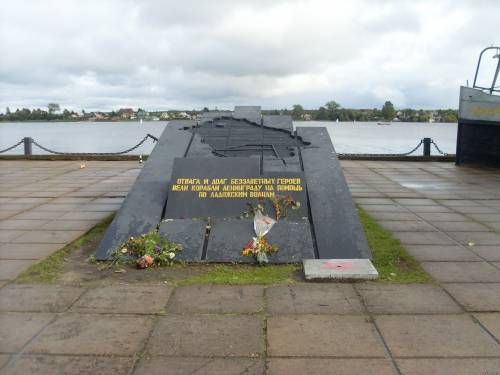 ОТВАГА И ДОЛГ БЕЗЗАВЕТНЫХ ГЕРОЕВ
ВЕЛИ КОРАБЛИ ЛЕНИНГРАДУ НА ПОМОЩЬ
ПО ЛАДОЖСКИМ ВОЛНАМ